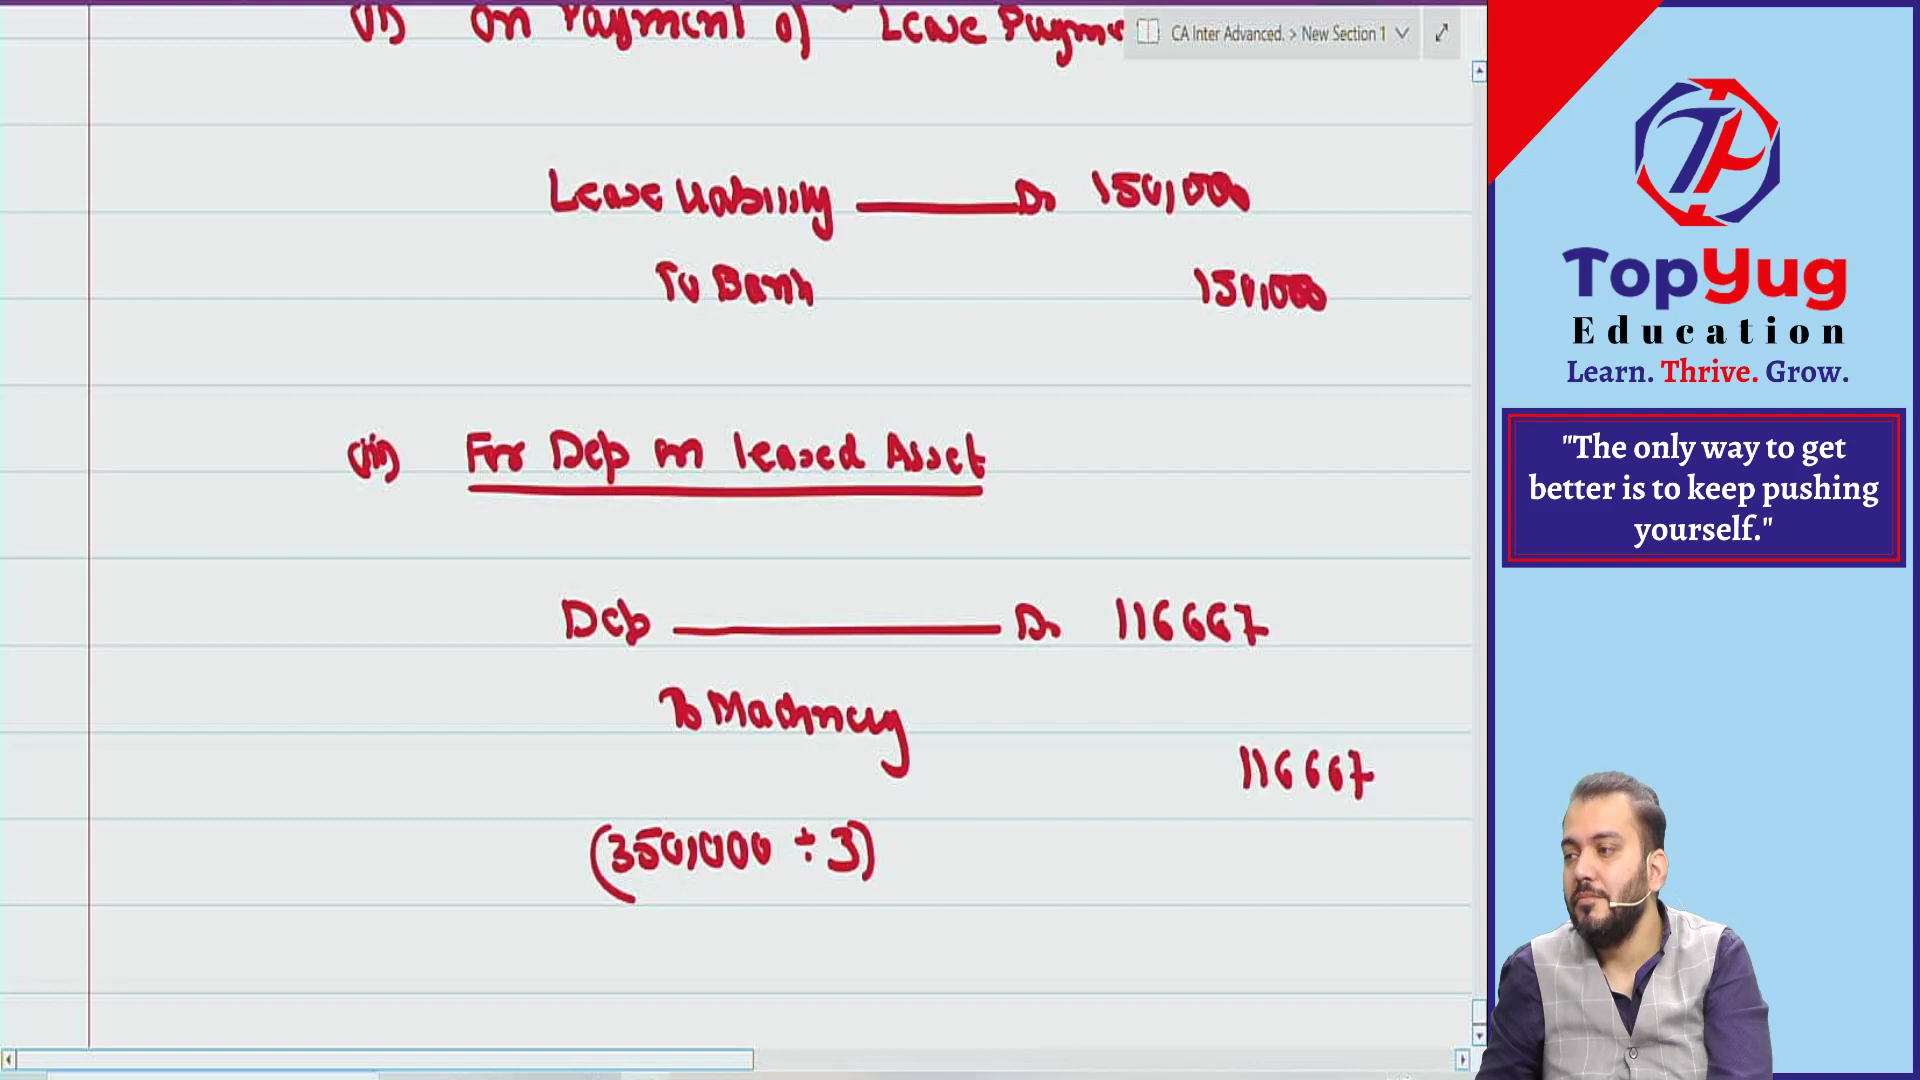 (ii) On Payment of "Lease Payme
CA Inter Advanced. > New Section 1
Lease liability Dr 150,000
To Bank 150,000
(iii) For Dep on leased Asset
Dep Dr 116667
To Machinery
116667
(350,000 ÷ 3)
TopYug
Education
Learn. Thrive. Grow.
"The only way to get
better is to keep pushing
yourself."